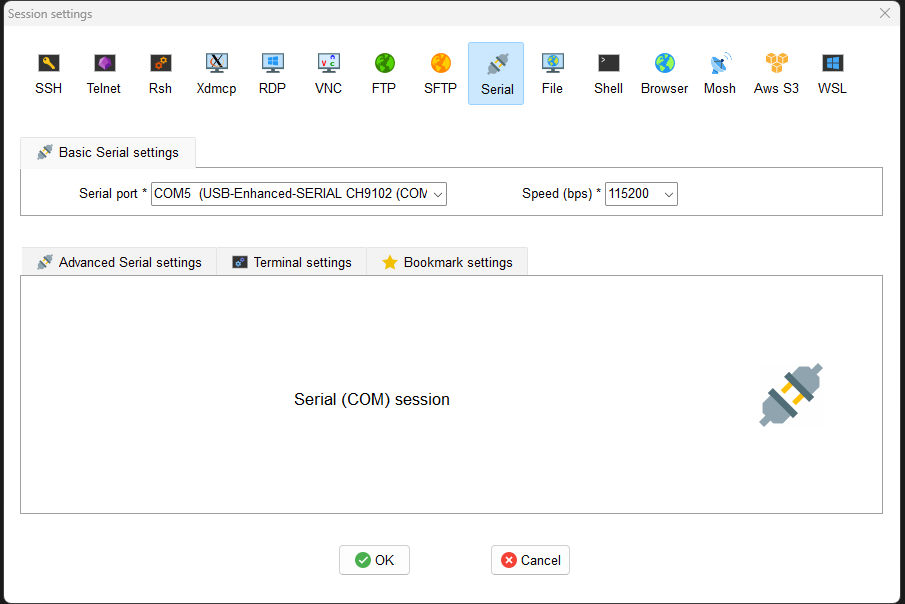 Session settings
SSH Telnet Rsh Xdmcp RDP VNC FTP SFTP Serial File Shell Browser Mosh Aws S3 WSL
Basic Serial settings
Serial port * COM5 (USB-Enhanced-SERIAL CH9102 (COM Speed (bps) * 115200
Advanced Serial settings Terminal settings Bookmark settings
Serial (COM) session
OK Cancel